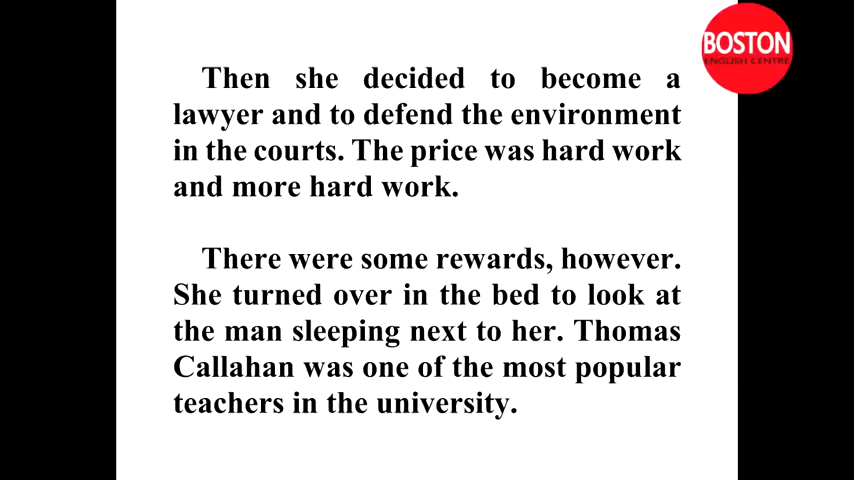 BOSTON
ENGLISH CENTRE
Then she decided to become a
lawyer and to defend the environment
in the courts. The price was hard work
and more hard work.
There were some rewards, however.
She turned over in the bed to look at
the man sleeping next to her. Thomas
Callahan was one of the most popular
teachers in the university.